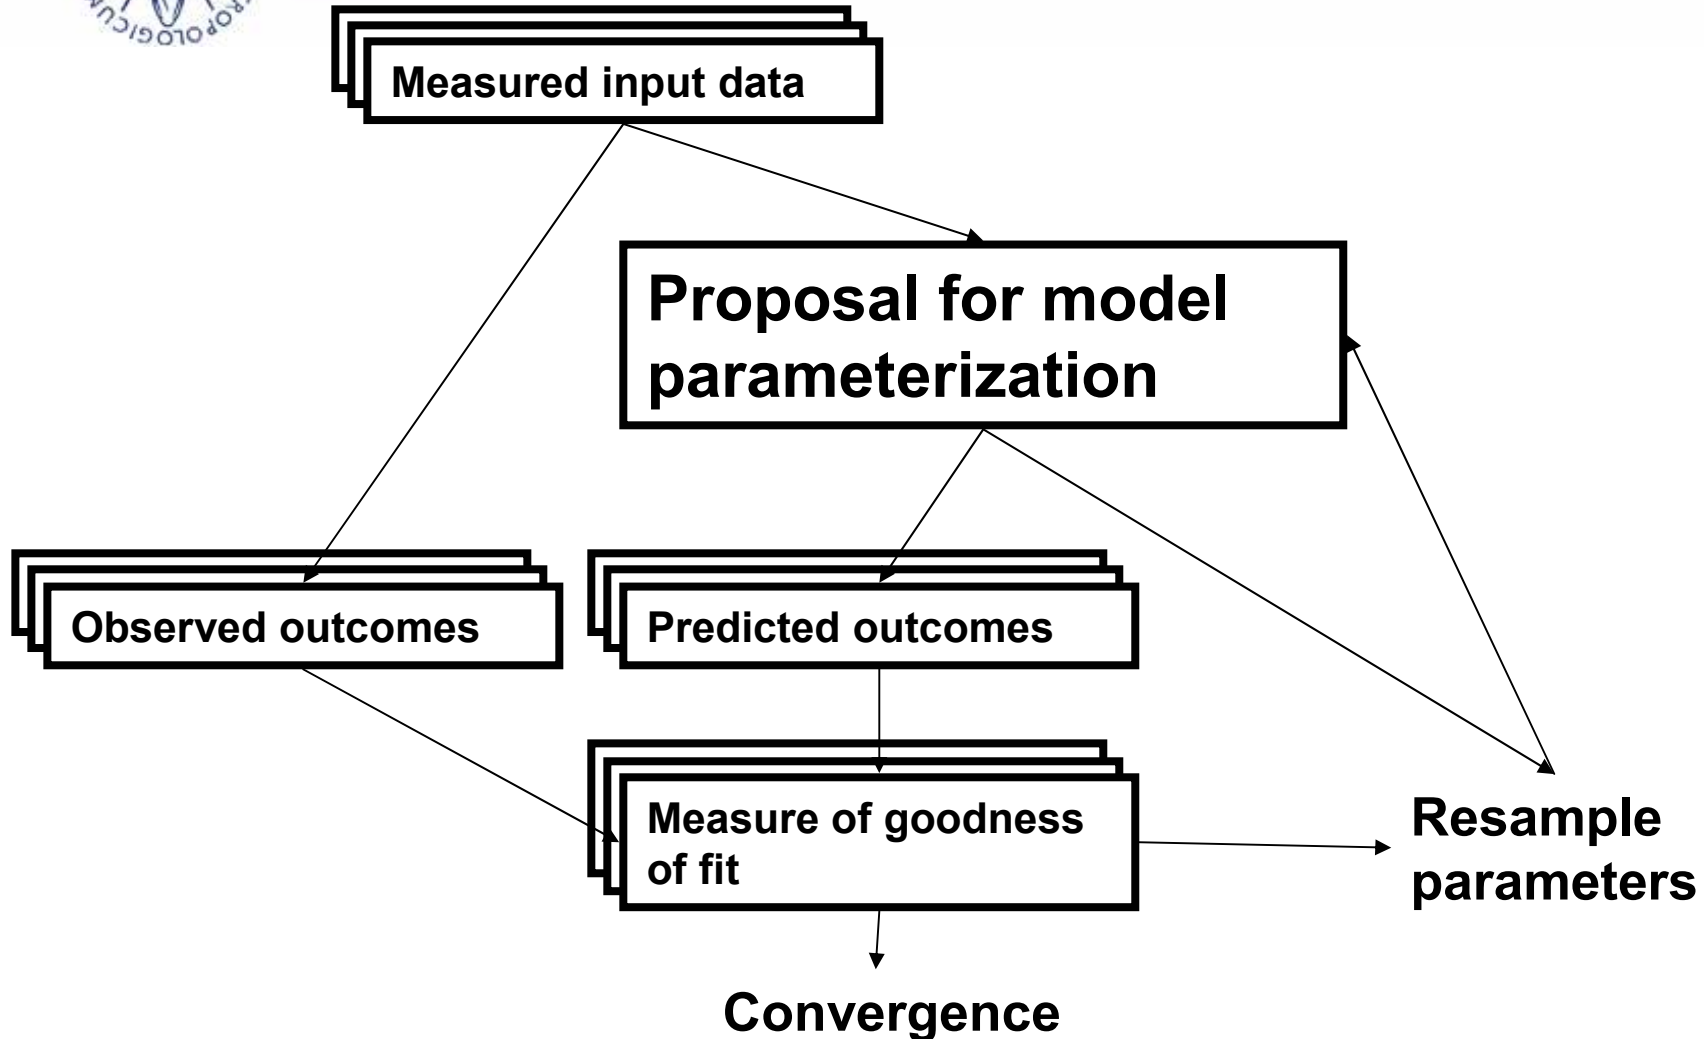 Measured input data
Proposal for model
parameterization
Observed outcomes
Predicted outcomes
Measure of goodness
of fit
Resample
parameters
Convergence